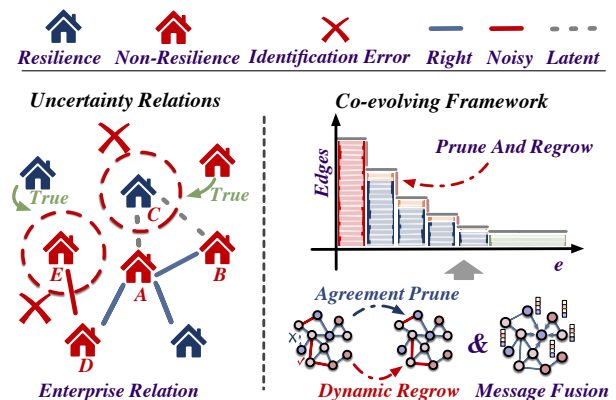 Resilience Non-Resilience Identification Error Right Noisy Latent
Uncertainty Relations
True
C
True
E
A
B
D
Enterprise Relation
Co-evolving Framework
Edges
Prune And Regrow
e
Agreement Prune
&
Dynamic Regrow
Message Fusion